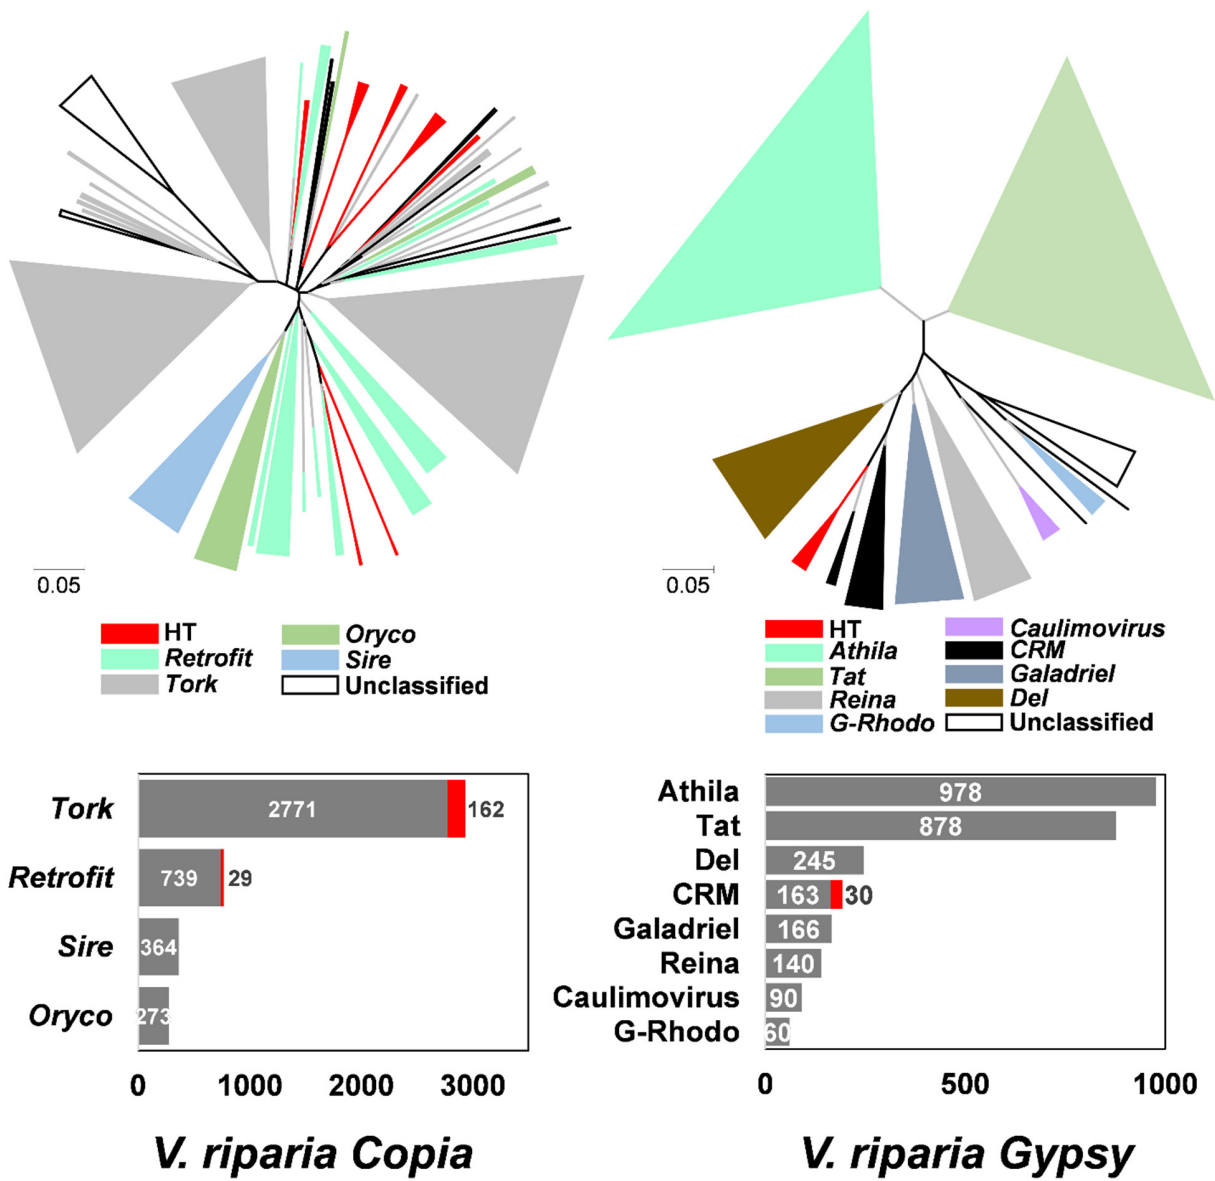 0.05
HT
Retrofit
Tork
Oryco
Sire
Unclassified
0.05
HT
Athila
Tat
Reina
G-Rhodo
Caulimovirus
CRM
Galadriel
Del
Unclassified
Tork 2771 162
Retrofit 739 29
Sire 364
Oryco 273
0 1000 2000 3000
V. riparia Copia
Athila 978
Tat 878
Del 245
CRM 163 30
Galadriel 166
Reina 140
Caulimovirus 90
G-Rhodo 60
0 500 1000
V. riparia Gypsy